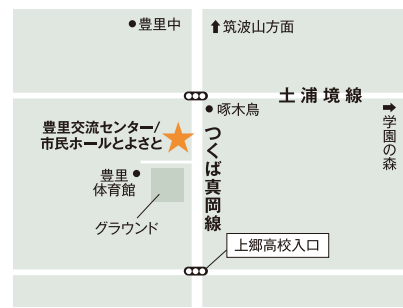 豊里中
筑波山方面
土浦境線
啄木鳥
学園の森
豊里交流センター/
市民ホールとよさと
つくば真岡線
豊里
体育館
グラウンド
上郷高校入口